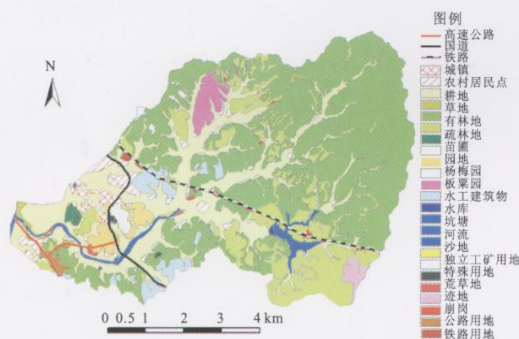 图例
高速公路
国道
铁路
城镇
农村居民点
耕地
草地
有林地
疏林地
苗圃
园地
杨梅园
板粟园
水工建筑物
水库
坑塘
河流
沙地
独立工矿用地
特殊用地
荒草地
迹地
崩岗
公路用地
铁路用地
N
0 0.5 1 2 3 4 km